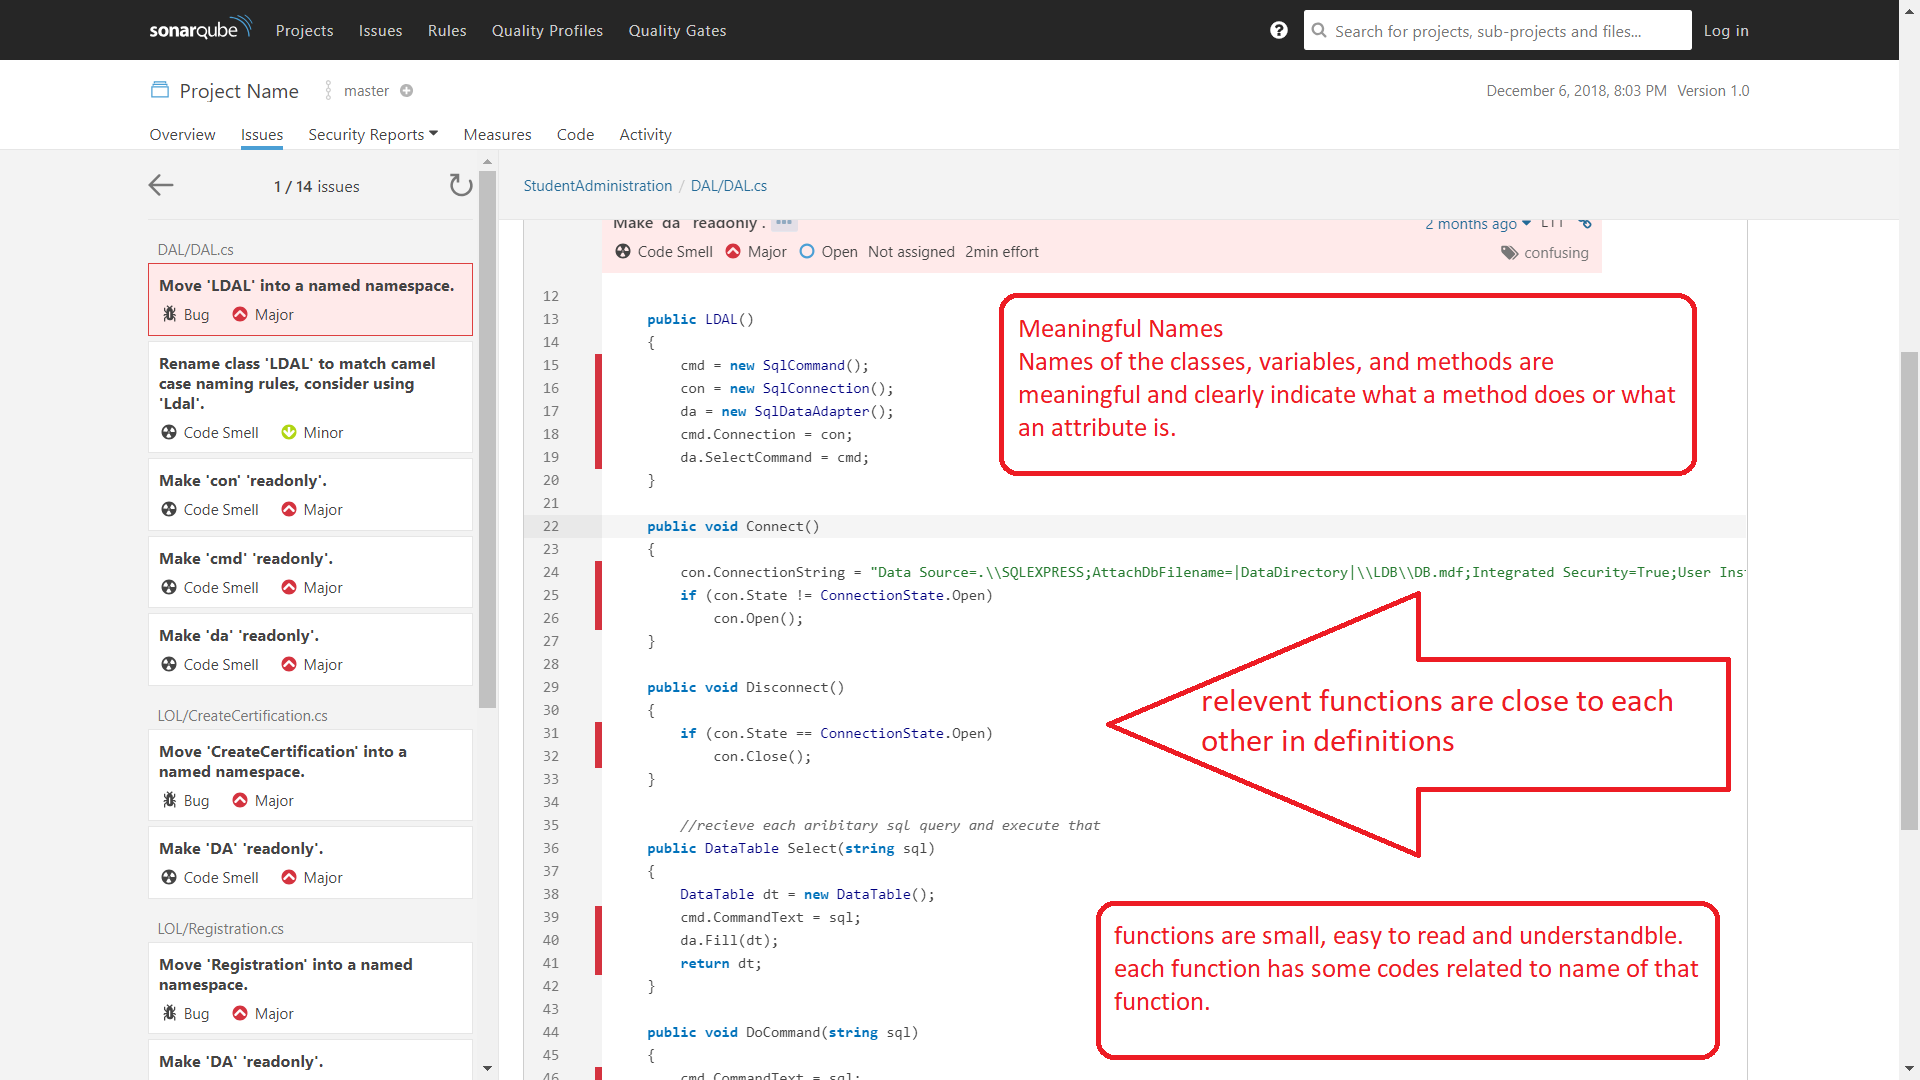 sonarqube Projects Issues Rules Quality Profiles Quality Gates Search for projects, sub-projects and files... Log in
Project Name master December 6, 2018, 8:03 PM Version 1.0
Overview Issues Security Reports Measures Code Activity
1 / 14 issues
DAL/DAL.cs
Move 'LDAL' into a named namespace.
Bug Major
Rename class 'LDAL' to match camel
case naming rules, consider using
'Ldal'.
Code Smell Minor
Make 'con' 'readonly'.
Code Smell Major
Make 'cmd' 'readonly'.
Code Smell Major
Make 'da' 'readonly'.
Code Smell Major
LOL/CreateCertification.cs
Move 'CreateCertification' into a
named namespace.
Bug Major
Make 'DA' 'readonly'.
Code Smell Major
LOL/Registration.cs
Move 'Registration' into a named
namespace.
Bug Major
Make 'DA' 'readonly'.
StudentAdministration / DAL/DAL.cs
Make 'da' 'readonly'. ••• 2 months ago L11
Code Smell Major Open Not assigned 2min effort confusing
12
13 public LDAL()
14 {
15 cmd = new SqlCommand();
16 con = new SqlConnection();
17 da = new SqlDataAdapter();
18 cmd.Connection = con;
19 da.SelectCommand = cmd;
20 }
21
22 public void Connect()
23 {
24 con.ConnectionString = "Data Source=.\\SQLEXPRESS;AttachDbFilename=|DataDirectory|\\LDB\\DB.mdf;Integrated Security=True;User Ins
25 if (con.State != ConnectionState.Open)
26 con.Open();
27 }
28
29 public void Disconnect()
30 {
31 if (con.State == ConnectionState.Open)
32 con.Close();
33 }
34
35 //recieve each aribitary sql query and execute that
36 public DataTable Select(string sql)
37 {
38 DataTable dt = new DataTable();
39 cmd.CommandText = sql;
40 da.Fill(dt);
41 return dt;
42 }
43
44 public void DoCommand(string sql)
45 {
46 cmd.CommandText = sql;
Meaningful Names
Names of the classes, variables, and methods are
meaningful and clearly indicate what a method does or what
an attribute is.
relevent functions are close to each
other in definitions
functions are small, easy to read and understandble.
each function has some codes related to name of that
function.